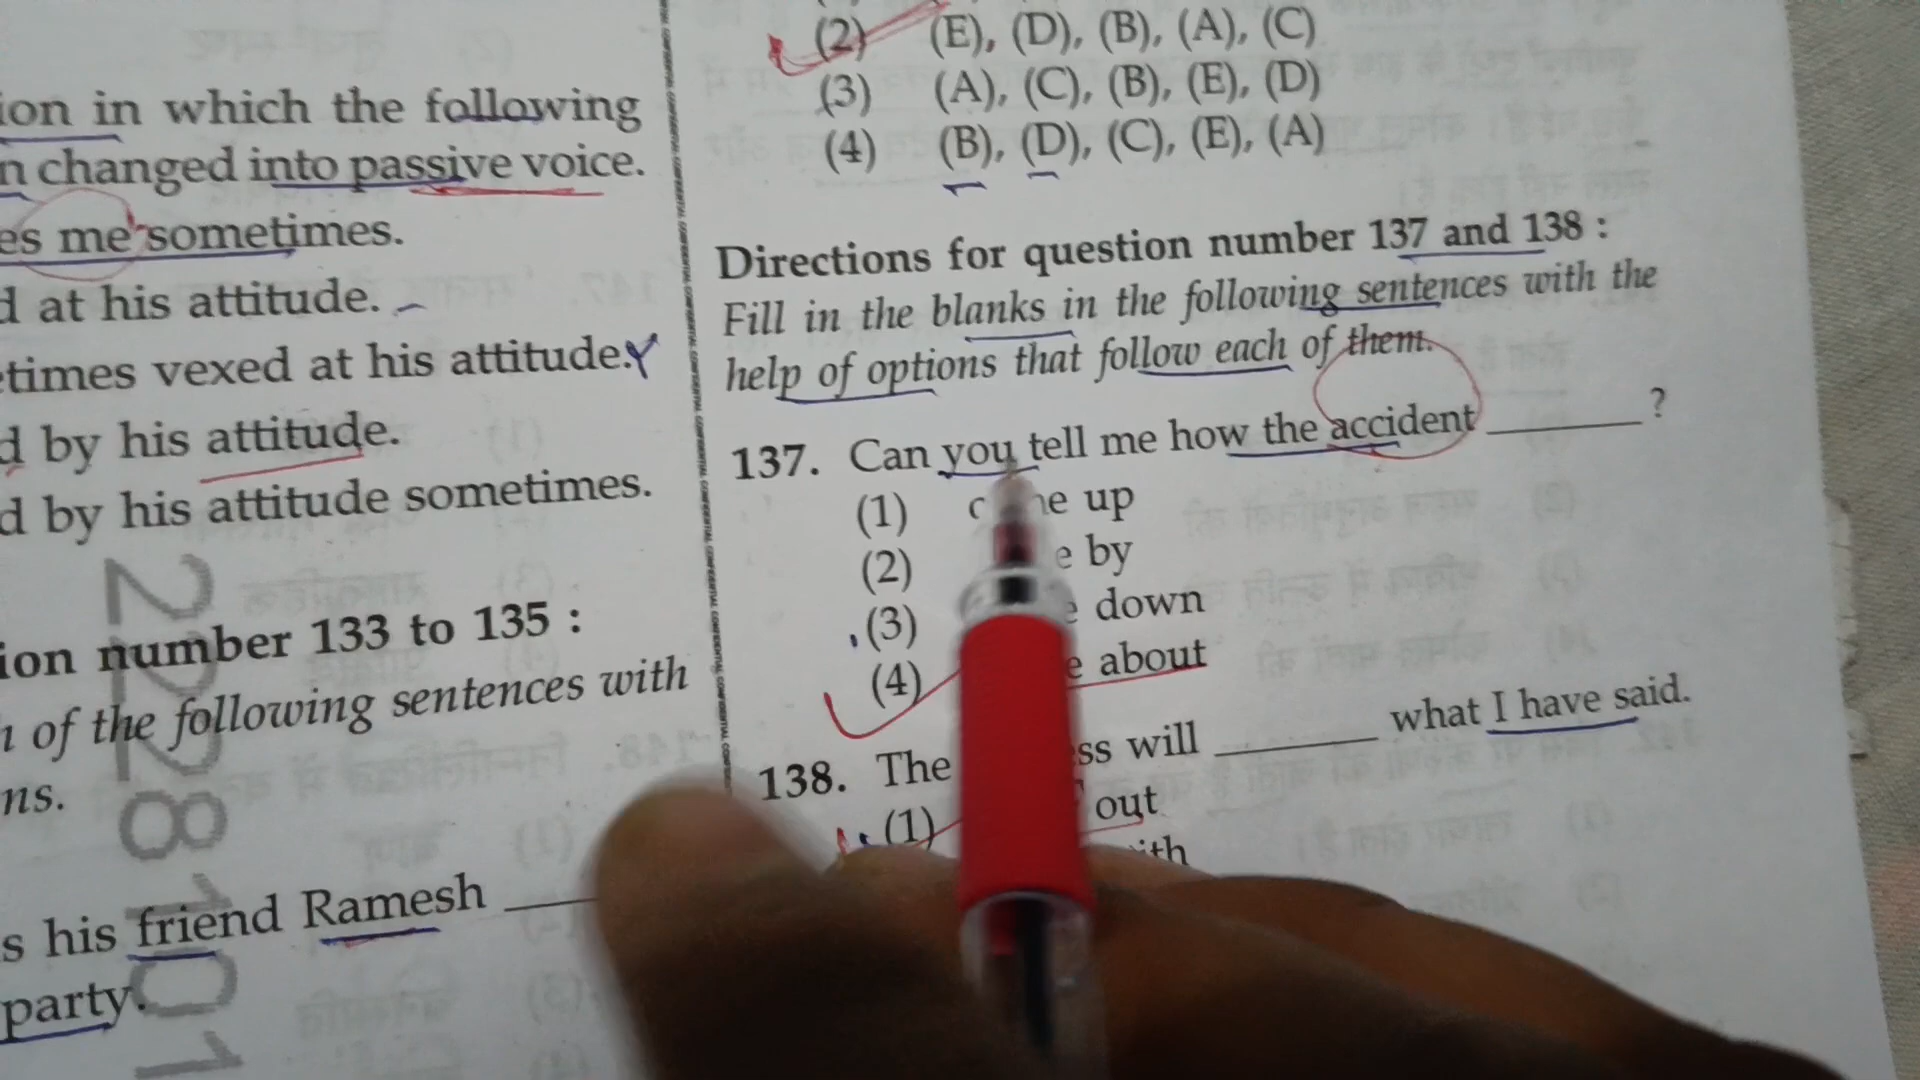 ion in which the following
n changed into passive voice.
es me sometimes.
d at his attitude.
times vexed at his attitude.
d by his attitude.
d by his attitude sometimes.
ion number 133 to 135 :
of the following sentences with
ns.
s his friend Ramesh ______
party.
2228101
(2) (E), (D), (B), (A), (C)
(3) (A), (C), (B), (E), (D)
(4) (B), (D), (C), (E), (A)
Directions for question number 137 and 138 :
Fill in the blanks in the following sentences with the
help of options that follow each of them.
137. Can you tell me how the accident ______ ?
(1) up
(2) by
(3) down
(4) about
138. The will ______ what I have said.
(1) out